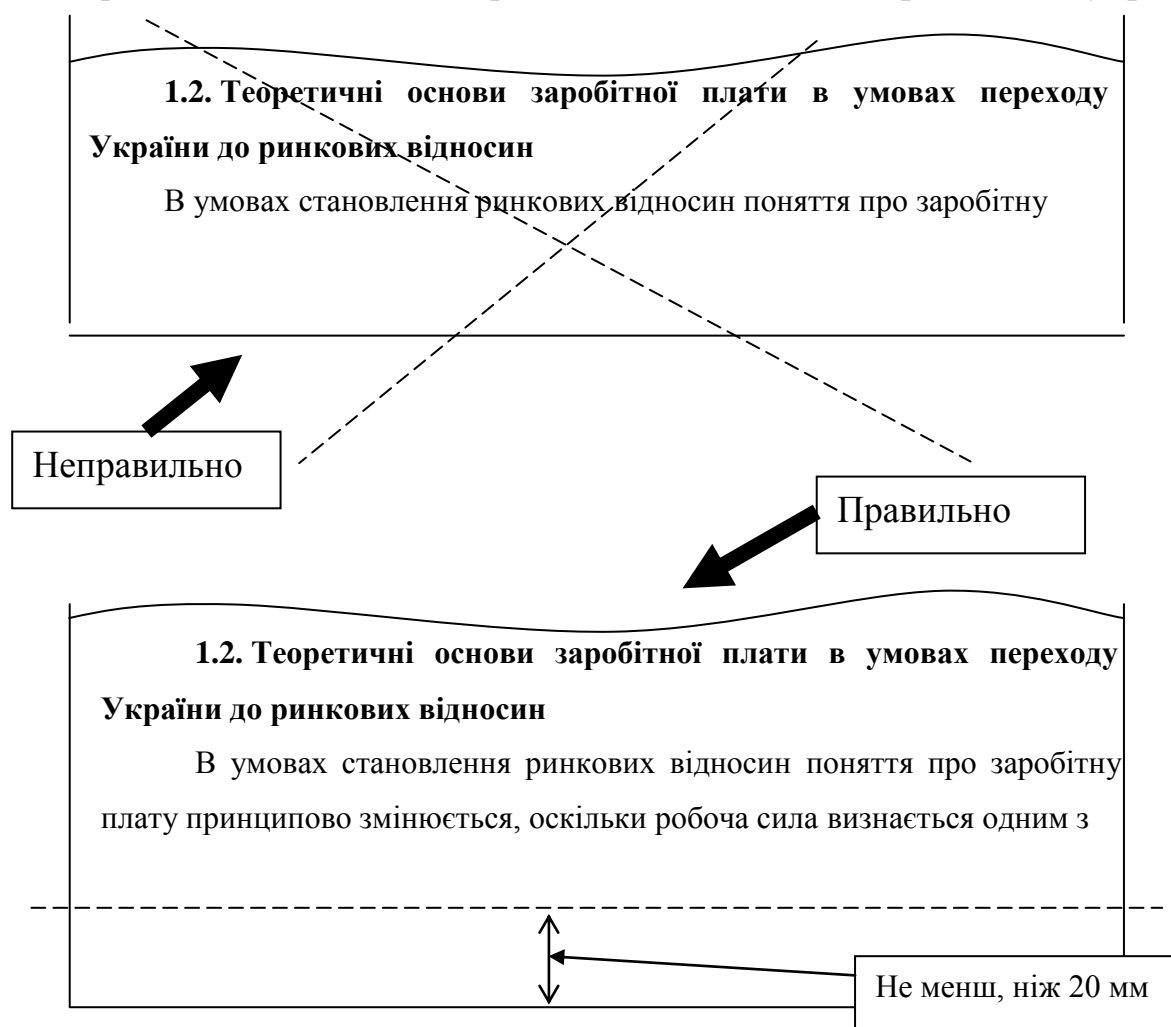 1.2. Теоретичні основи заробітної плати в умовах переходу
України до ринкових відносин
В умовах становлення ринкових відносин поняття про заробітну
Неправильно
Правильно
1.2. Теоретичні основи заробітної плати в умовах переходу
України до ринкових відносин
В умовах становлення ринкових відносин поняття про заробітну
плату принципово змінюється, оскільки робоча сила визнається одним з
Не менш, ніж 20 мм